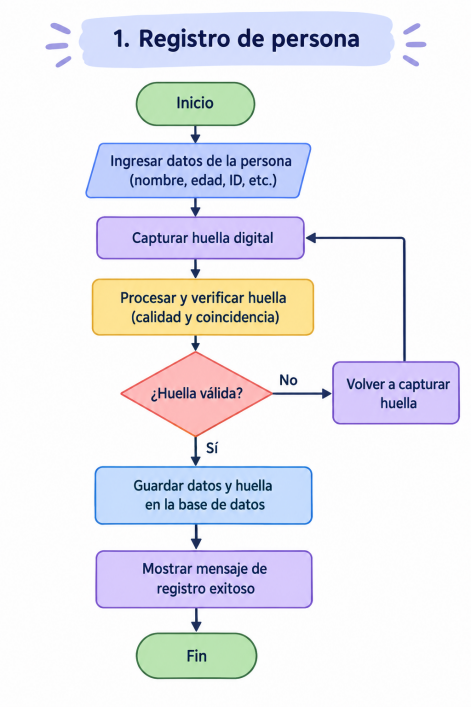 1. Registro de persona
Inicio
Ingresar datos de la persona
(nombre, edad, ID, etc.)
Capturar huella digital
Procesar y verificar huella
(calidad y coincidencia)
¿Huella válida?
No
Volver a capturar
huella
Sí
Guardar datos y huella
en la base de datos
Mostrar mensaje de
registro exitoso
Fin